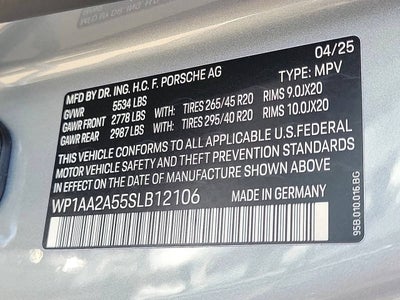 MFD BY DR. ING. H.C. F. PORSCHE AG 04/25
GVWR 5534 LBS TYPE: MPV
GAWR FRONT 2778 LBS WITH: TIRES 265/45 R20 RIMS 9.0JX20
GAWR REAR 2987 LBS WITH: TIRES 295/40 R20 RIMS 10.0JX20
THIS VEHICLE CONFORMS TO ALL APPLICABLE U.S.FEDERAL
MOTOR VEHICLE SAFETY AND THEFT PREVENTION STANDARDS
IN EFFECT ON THE DATE OF MANUFACTURE SHOWN ABOVE
WP1AA2A55SLB12106 MADE IN GERMANY
95B.010.016.BG